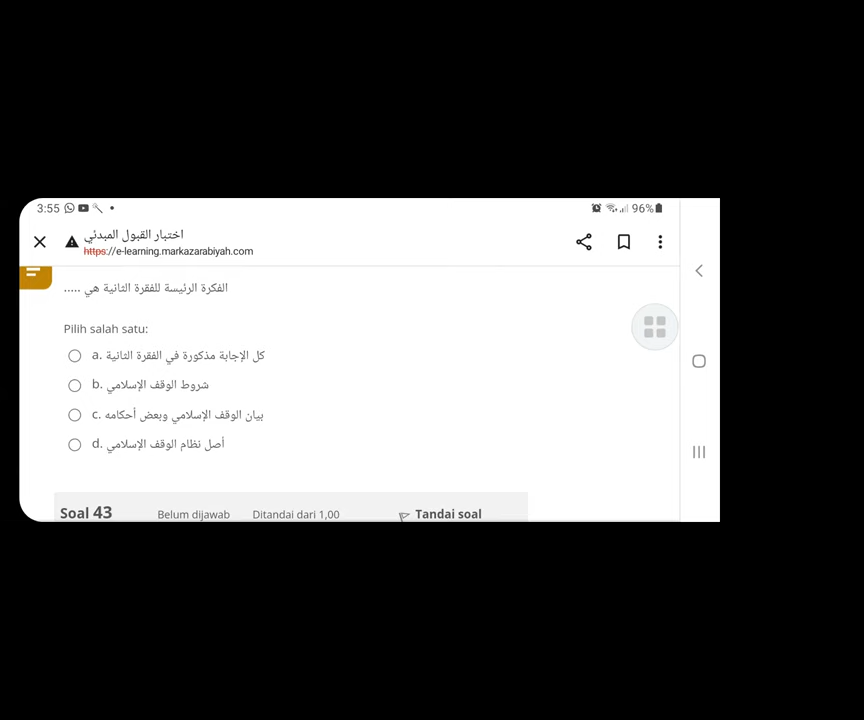 3:55
96%
اختبار القبول المبدئي
https://e-learning.markazarabiyah.com
الفكرة الرئيسة للفقرة الثانية هي .....
Pilih salah satu:
a. كل الإجابة مذكورة في الفقرة الثانية
b. شروط الوقف الإسلامي
c. بيان الوقف الإسلامي وبعض أحكامه
d. أصل نظام الوقف الإسلامي
Soal 43 Belum dijawab Ditandai dari 1,00 Tandai soal